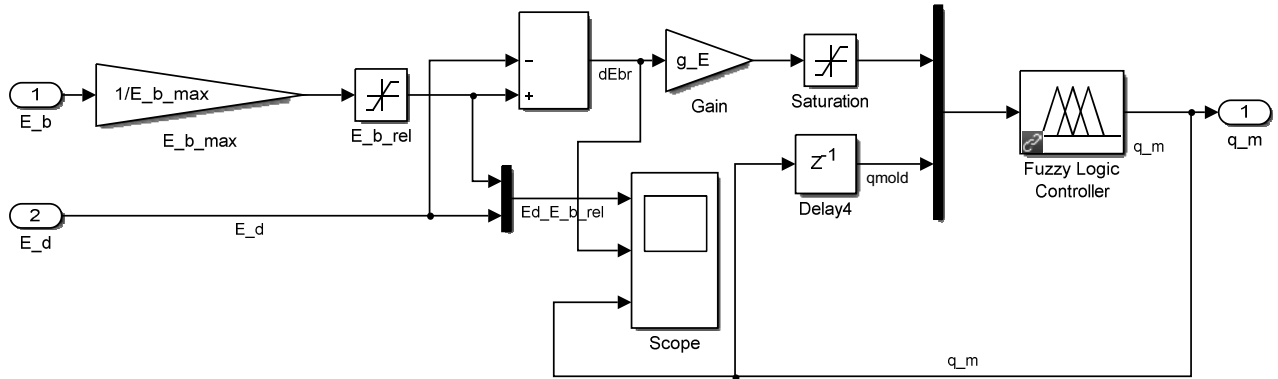 1
E_b
1/E_b_max
E_b_max
E_b_rel
-
+
dEbr
g_E
Gain
Saturation
2
E_d
E_d
Ed_E_b_rel
Scope
z-1
Delay4
qmold
Fuzzy Logic
Controller
q_m
1
q_m
q_m